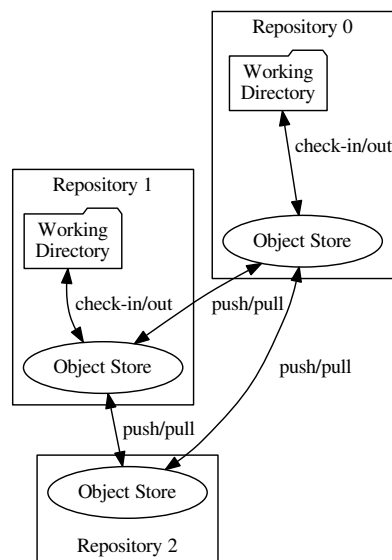 Repository 0
Working
Directory
check-in/out
Repository 1
Working
Directory
Object Store
check-in/out
push/pull
Object Store
push/pull
push/pull
Object Store
Repository 2